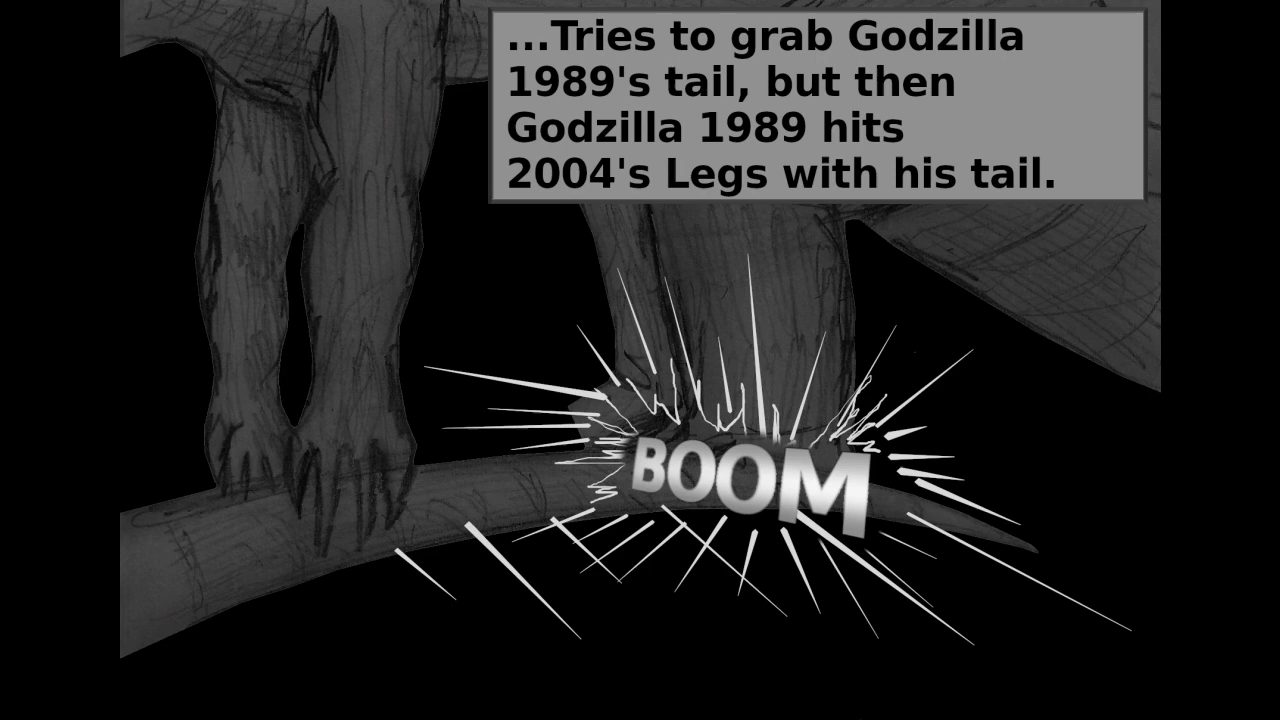 ...Tries to grab Godzilla
1989's tail, but then
Godzilla 1989 hits
2004's Legs with his tail.
BOOM